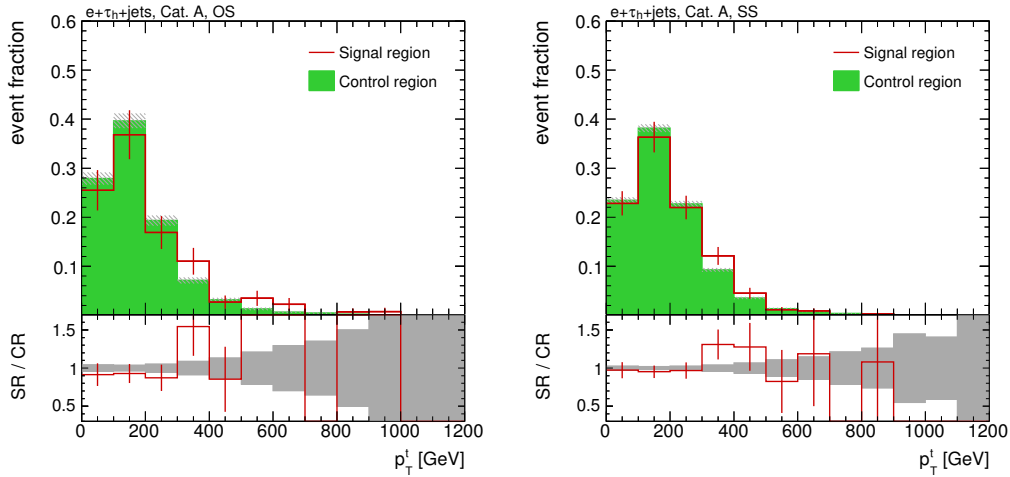 e+τh+jets, Cat. A, OS
event fraction
0.6
0.5
0.4
0.3
0.2
0.1
Signal region
Control region
SR / CR
1.5
1
0.5
0 200 400 600 800 1000 1200
p_T^t [GeV]
e+τh+jets, Cat. A, SS
event fraction
0.6
0.5
0.4
0.3
0.2
0.1
Signal region
Control region
SR / CR
1.5
1
0.5
0 200 400 600 800 1000 1200
p_T^t [GeV]